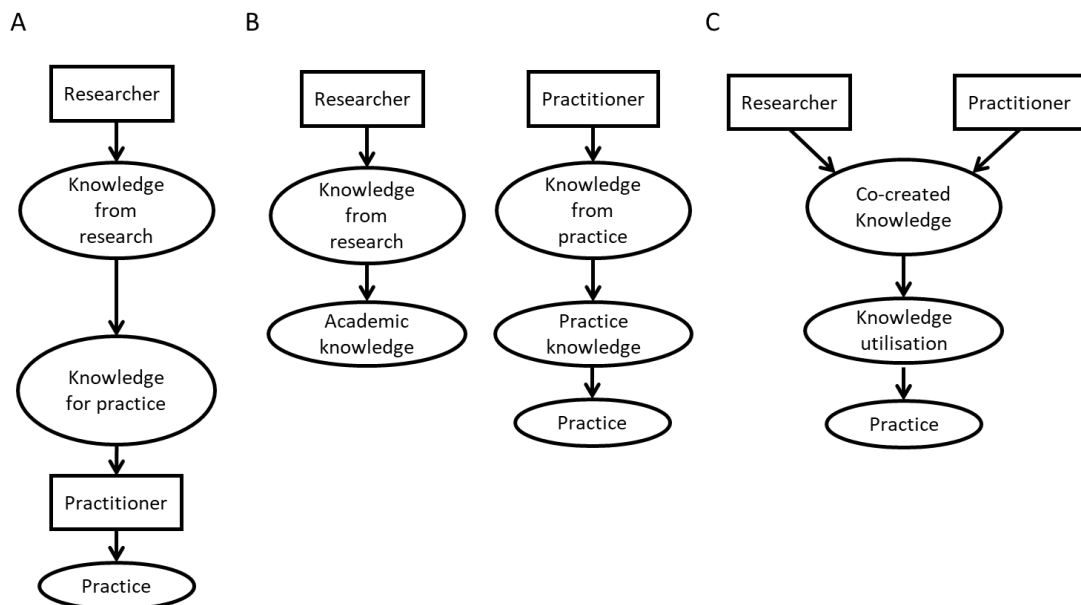 A
Researcher
Knowledge
from
research
Knowledge
for practice
Practitioner
Practice
B
Researcher
Knowledge
from
research
Academic
knowledge
Practitioner
Knowledge
from
practice
Practice
knowledge
Practice
C
Researcher
Practitioner
Co-created
Knowledge
Knowledge
utilisation
Practice